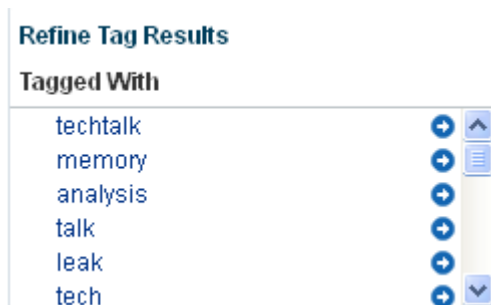 Refine Tag Results
Tagged With
techtalk
memory
analysis
talk
leak
tech